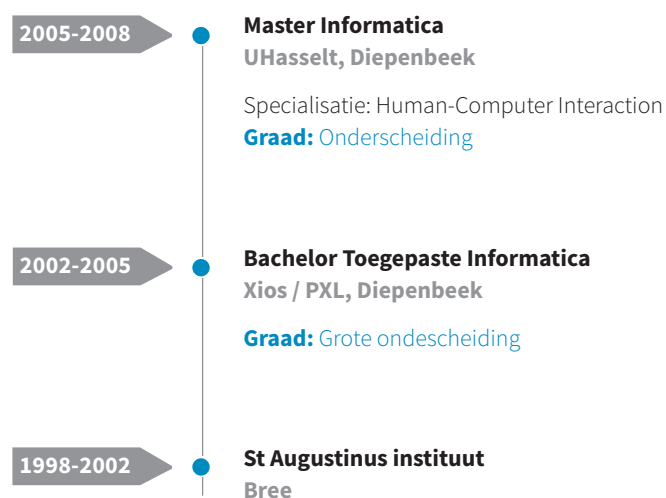 2005-2008
Master Informatica
UHasselt, Diepenbeek
Specialisatie: Human-Computer Interaction
Graad: Onderscheiding
2002-2005
Bachelor Toegepaste Informatica
Xios / PXL, Diepenbeek
Graad: Grote ondescheiding
1998-2002
St Augustinus instituut
Bree